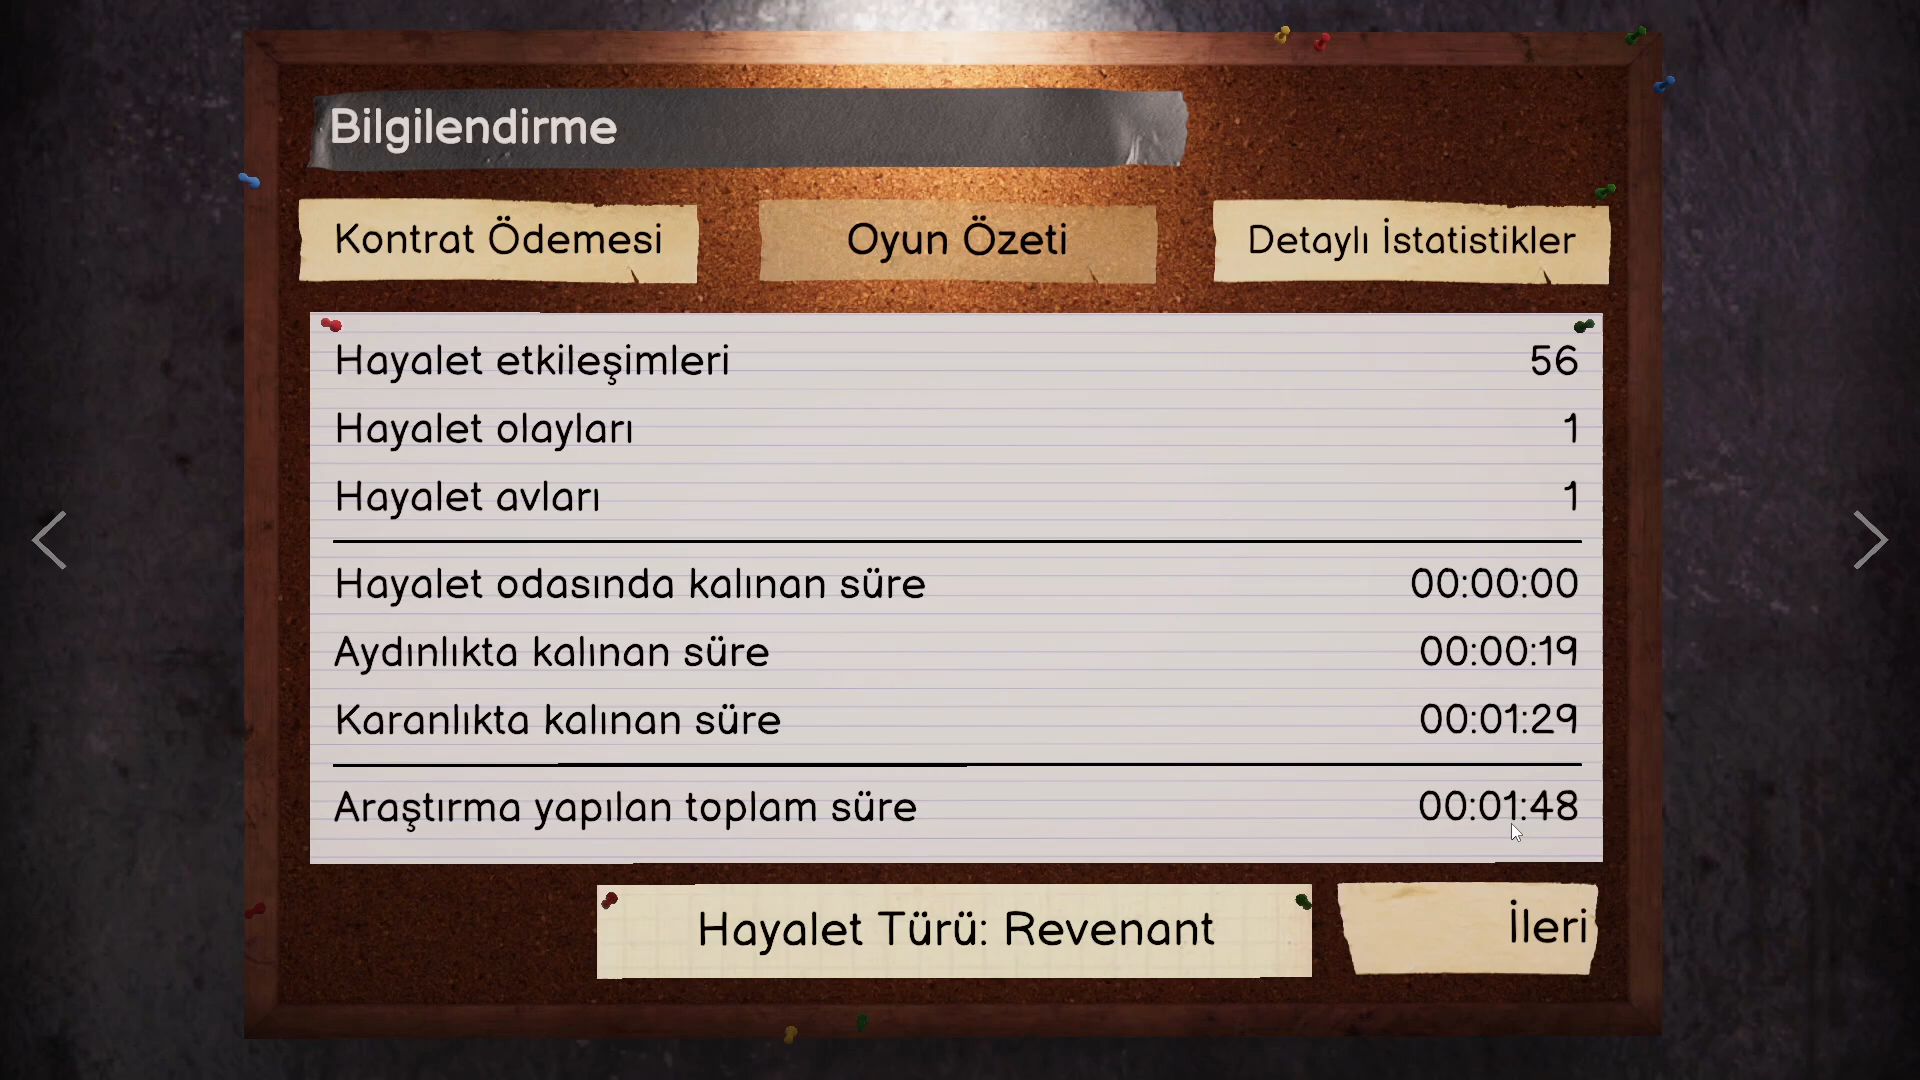 Bilgilendirme
Kontrat Ödemesi
Oyun Özeti
Detaylı İstatistikler
Hayalet etkileşimleri 56
Hayalet olayları 1
Hayalet avları 1
Hayalet odasında kalınan süre 00:00:00
Aydınlıkta kalınan süre 00:00:19
Karanlıkta kalınan süre 00:01:29
Araştırma yapılan toplam süre 00:01:48
Hayalet Türü: Revenant
İleri